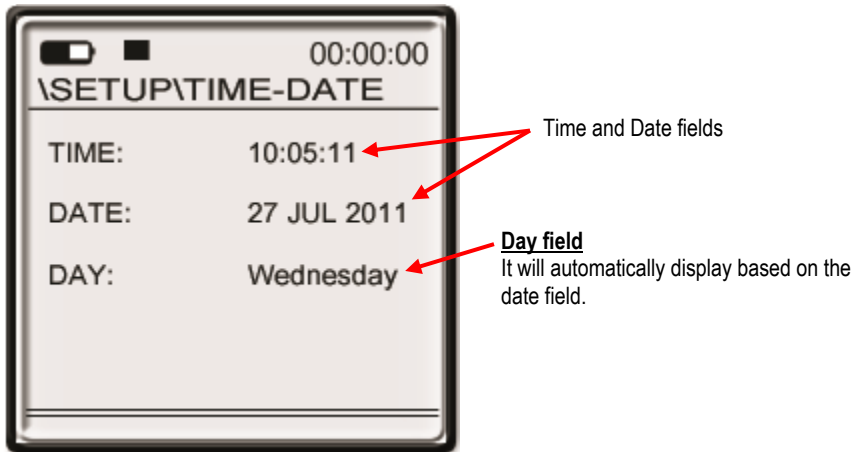 00:00:00
\SETUP\TIME-DATE
TIME: 10:05:11
DATE: 27 JUL 2011
DAY: Wednesday
Time and Date fields
Day field
It will automatically display based on the
date field.